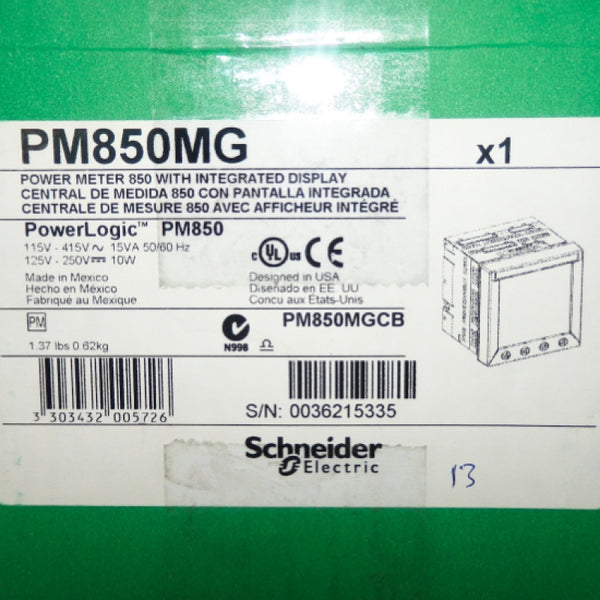 PM850MG
x1
POWER METER 850 WITH INTEGRATED DISPLAY
CENTRAL DE MEDIDA 850 CON PANTALLA INTEGRADA
CENTRALE DE MESURE 850 AVEC AFFICHEUR INTÉGRÉ
PowerLogic™ PM850
115V - 415V ~ 15VA 50/60 Hz
125V - 250V ⎓ 10W
Made in Mexico
Hecho en México
Fabriqué au Mexique
c UL us CE
Designed in USA
Diseñado en EE. UU
Concu aux États-Unis
PM
1.37 lbs 0.62kg
N998
PM850MGCB
3 303432 005726
S/N: 0036215335
Schneider
Electric
13